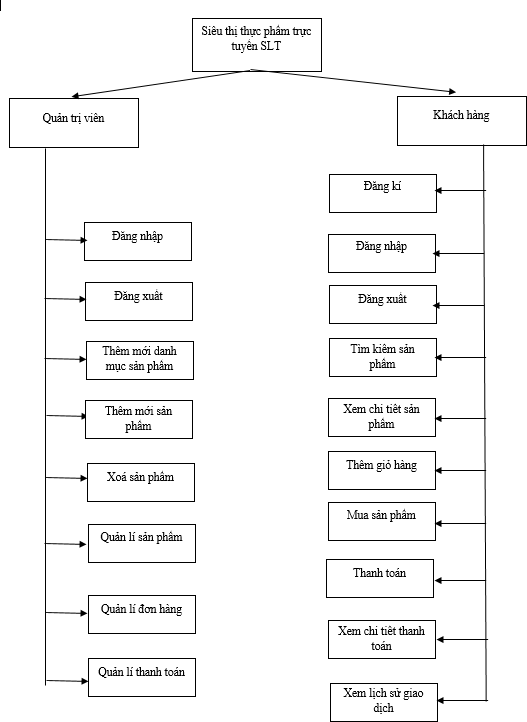 Siêu thị thực phẩm trực
tuyến SLT
Quản trị viên
Khách hàng
Đăng nhập
Đăng xuất
Thêm mới danh
mục sản phẩm
Thêm mới sản
phẩm
Xoá sản phẩm
Quản lí sản phẩm
Quản lí đơn hàng
Quản lí thanh toán
Đăng kí
Đăng nhập
Đăng xuất
Tìm kiếm sản
phẩm
Xem chi tiết sản
phẩm
Thêm giỏ hàng
Mua sản phẩm
Thanh toán
Xem chi tiết thanh
toán
Xem lịch sử giao
dịch